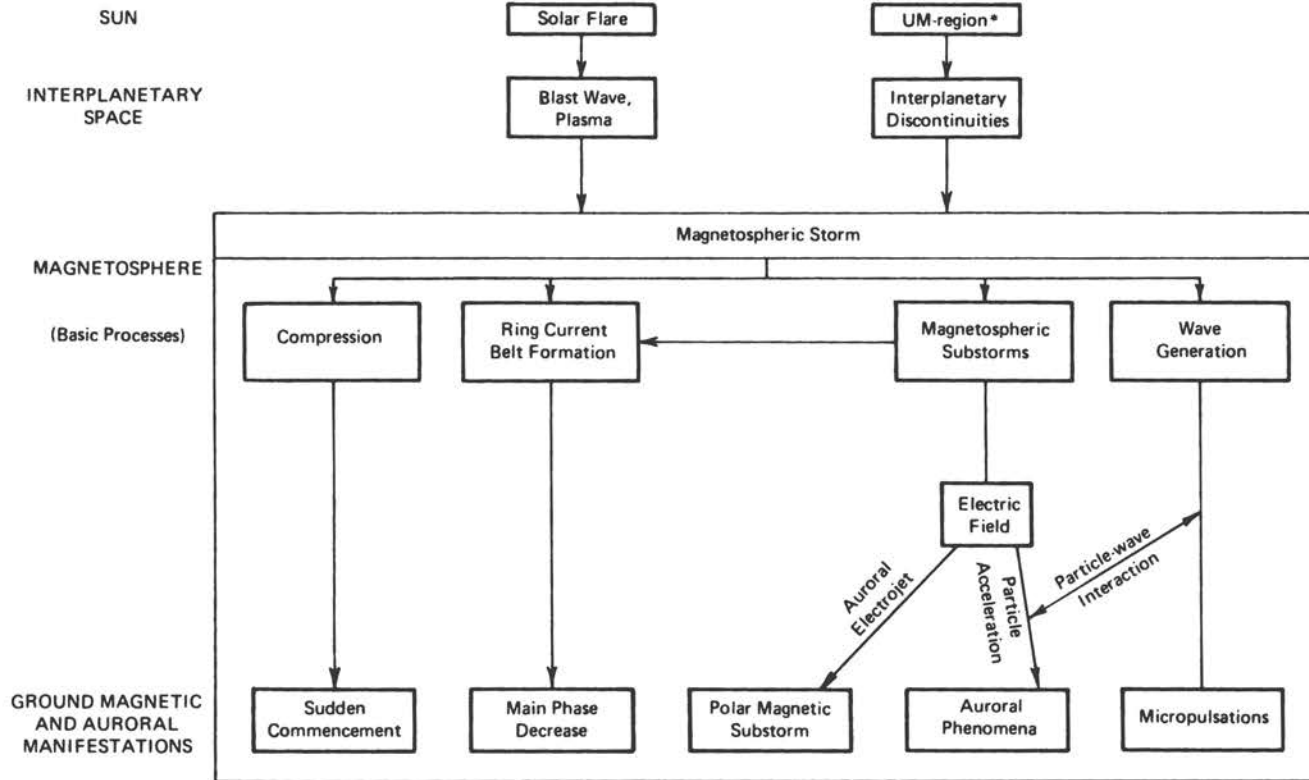 SUN
Solar Flare
UM-region*
INTERPLANETARY
SPACE
Blast Wave,
Plasma
Interplanetary
Discontinuities
Magnetospheric Storm
MAGNETOSPHERE
(Basic Processes)
Compression
Ring Current
Belt Formation
Magnetospheric
Substorms
Wave
Generation
Electric
Field
Auroral
Electrojet
Particle
Acceleration
Particle-wave
Interaction
GROUND MAGNETIC
AND AURORAL
MANIFESTATIONS
Sudden
Commencement
Main Phase
Decrease
Polar Magnetic
Substorm
Auroral
Phenomena
Micropulsations